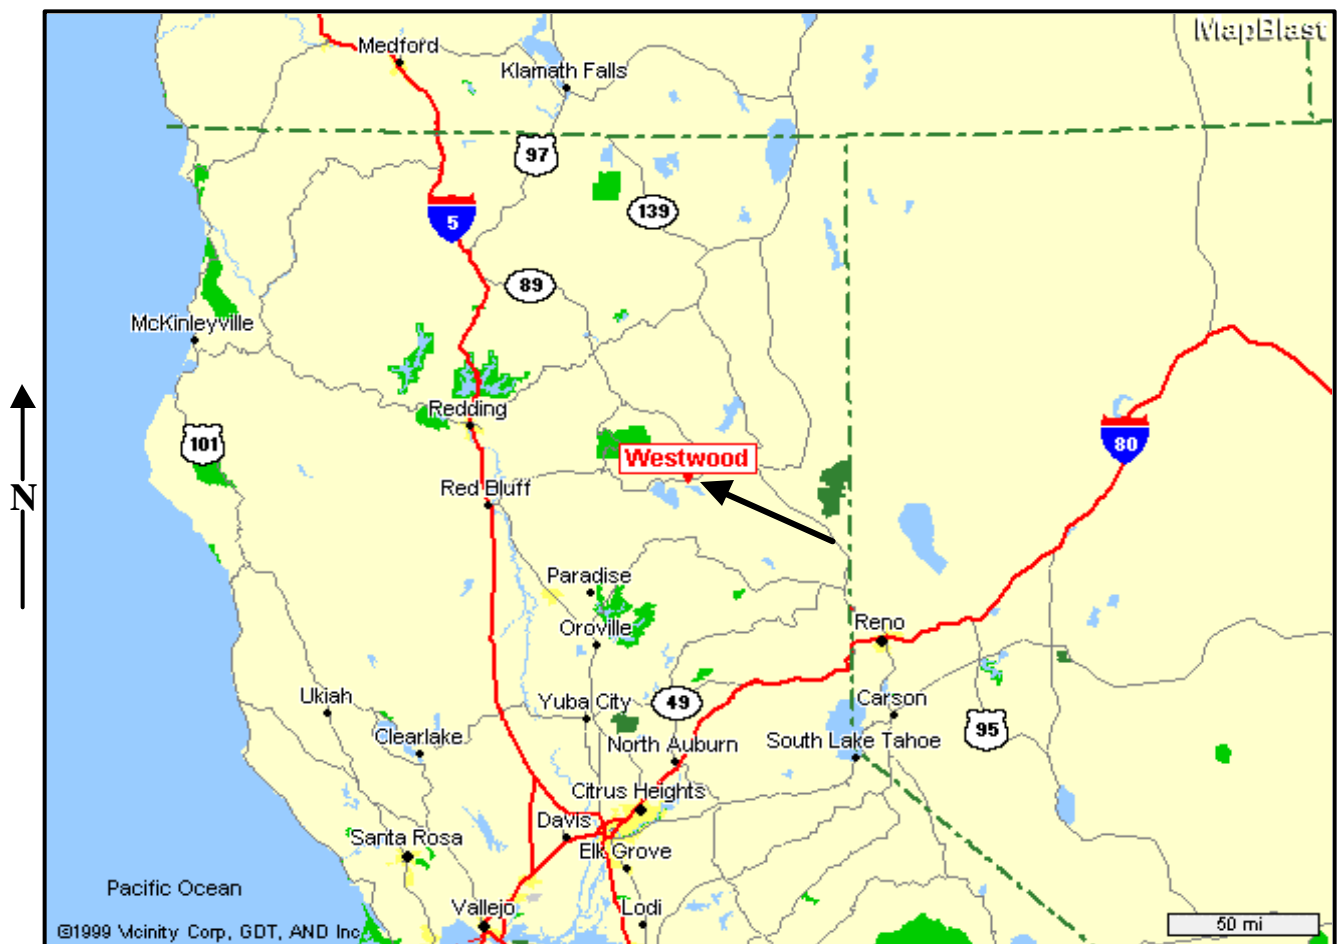 MapBlast
Medford
Klamath Falls
97
139
5
89
McKinleyville
Redding
101
80
Westwood
N
Red Bluff
Paradise
Oroville
Reno
Ukiah
Yuba City
49
Carson
95
Clearlake
North Auburn
South Lake Tahoe
Citrus Heights
Davis
Santa Rosa
Elk Grove
Pacific Ocean
Vallejo
Lodi
50 mi
©1999 Vicinity Corp, GDT, AND Inc